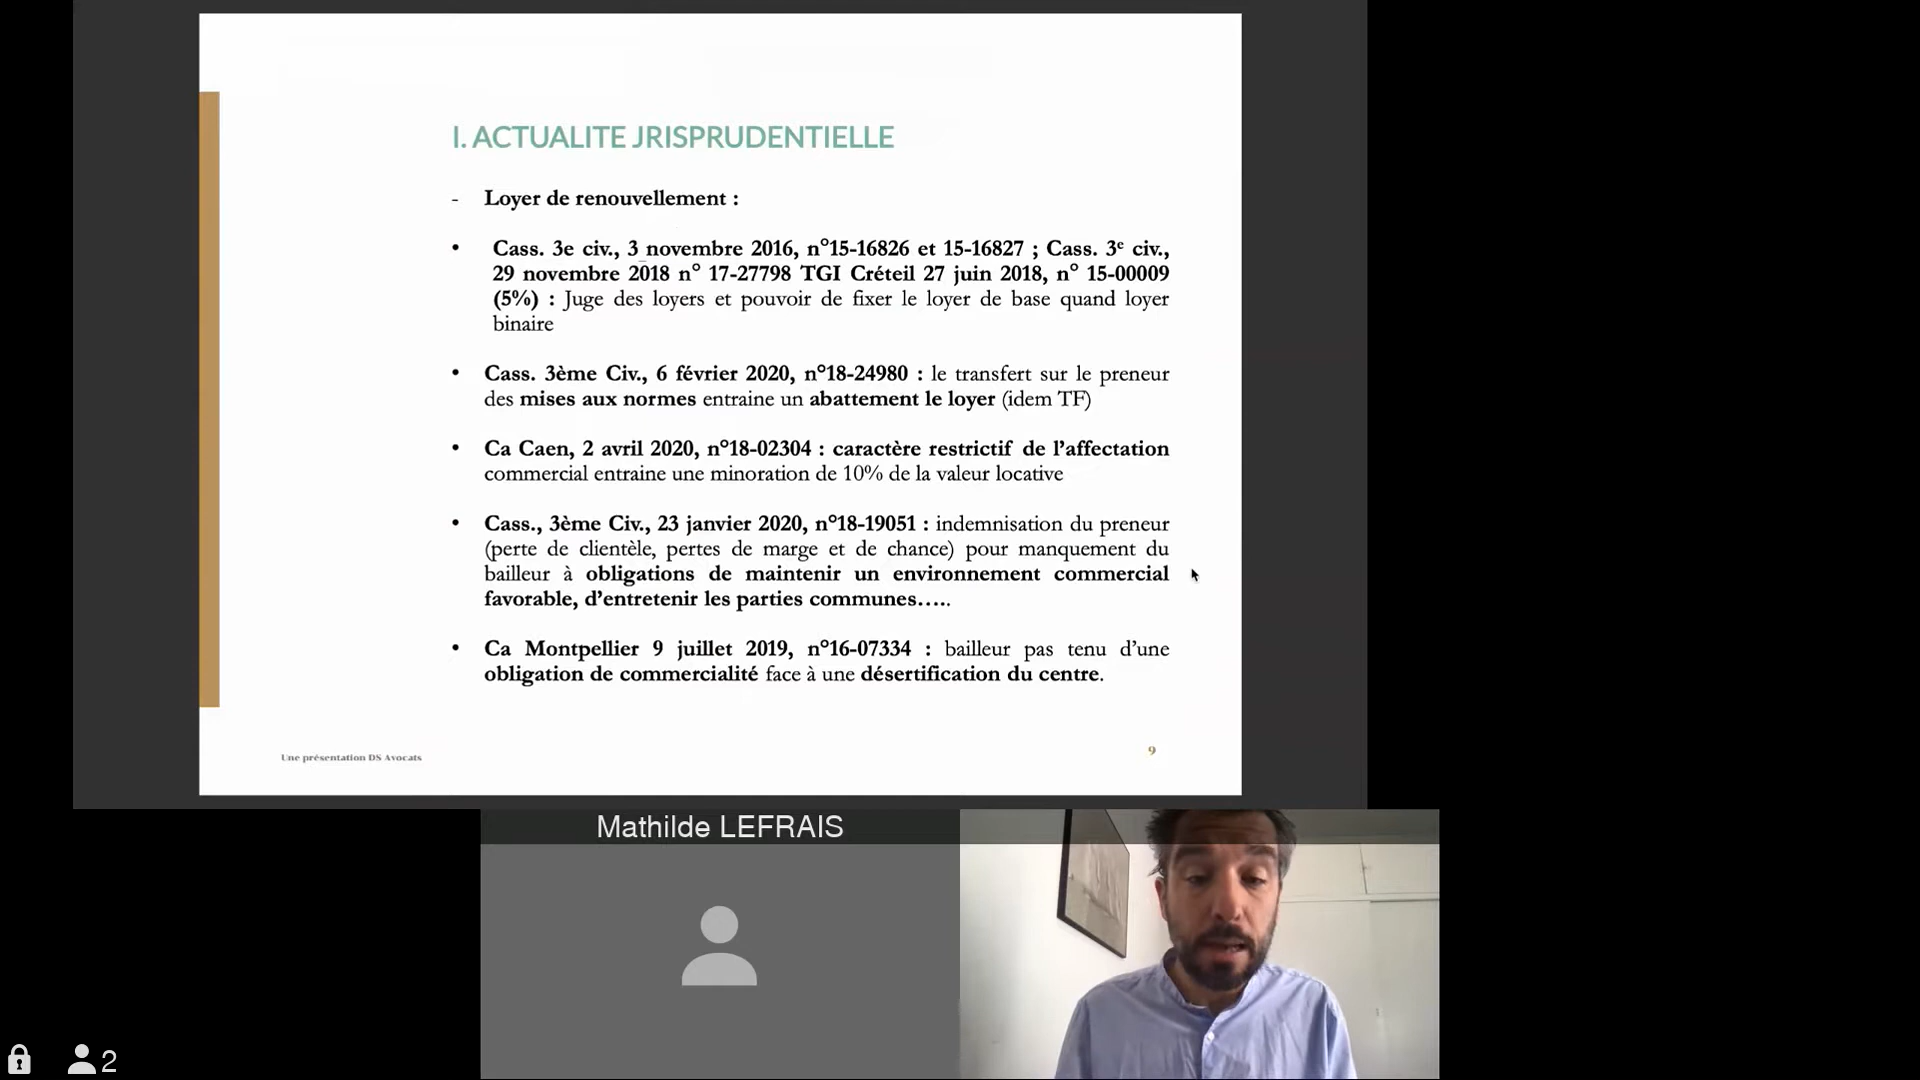 I. ACTUALITE JRISPRUDENTIELLE
- Loyer de renouvellement :
• Cass. 3e civ., 3 novembre 2016, n°15-16826 et 15-16827 ; Cass. 3e civ.,
29 novembre 2018 n° 17-27798 TGI Créteil 27 juin 2018, n° 15-00009
(5%) : Juge des loyers et pouvoir de fixer le loyer de base quand loyer
binaire
• Cass. 3ème Civ., 6 février 2020, n°18-24980 : le transfert sur le preneur
des mises aux normes entraine un abattement le loyer (idem TF)
• Ca Caen, 2 avril 2020, n°18-02304 : caractère restrictif de l’affectation
commercial entraine une minoration de 10% de la valeur locative
• Cass., 3ème Civ., 23 janvier 2020, n°18-19051 : indemnisation du preneur
(perte de clientèle, pertes de marge et de chance) pour manquement du
bailleur à obligations de maintenir un environnement commercial
favorable, d’entretenir les parties communes…..
• Ca Montpellier 9 juillet 2019, n°16-07334 : bailleur pas tenu d’une
obligation de commercialité face à une désertification du centre.
Une présentation DS Avocats
9
Mathilde LEFRAIS
2